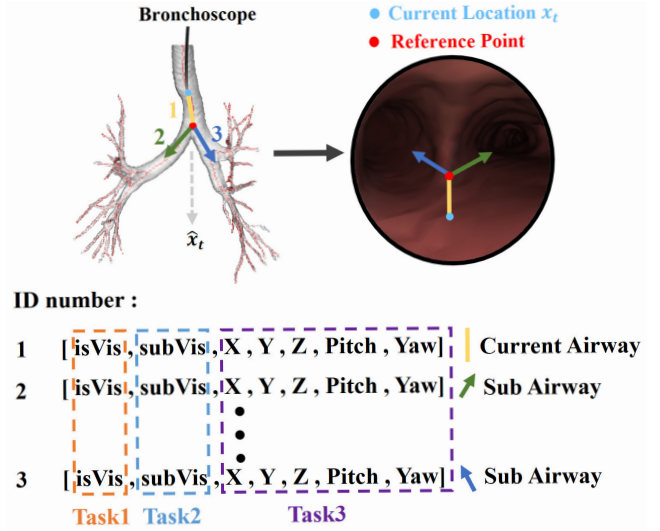 Bronchoscope
Current Location x_t
Reference Point
1
2
3
x̂_t
ID number :
1 [ isVis , subVis , X , Y , Z , Pitch , Yaw] Current Airway
2 [ isVis , subVis , X , Y , Z , Pitch , Yaw] Sub Airway
3 [ isVis , subVis , X , Y , Z , Pitch , Yaw] Sub Airway
Task1 Task2 Task3